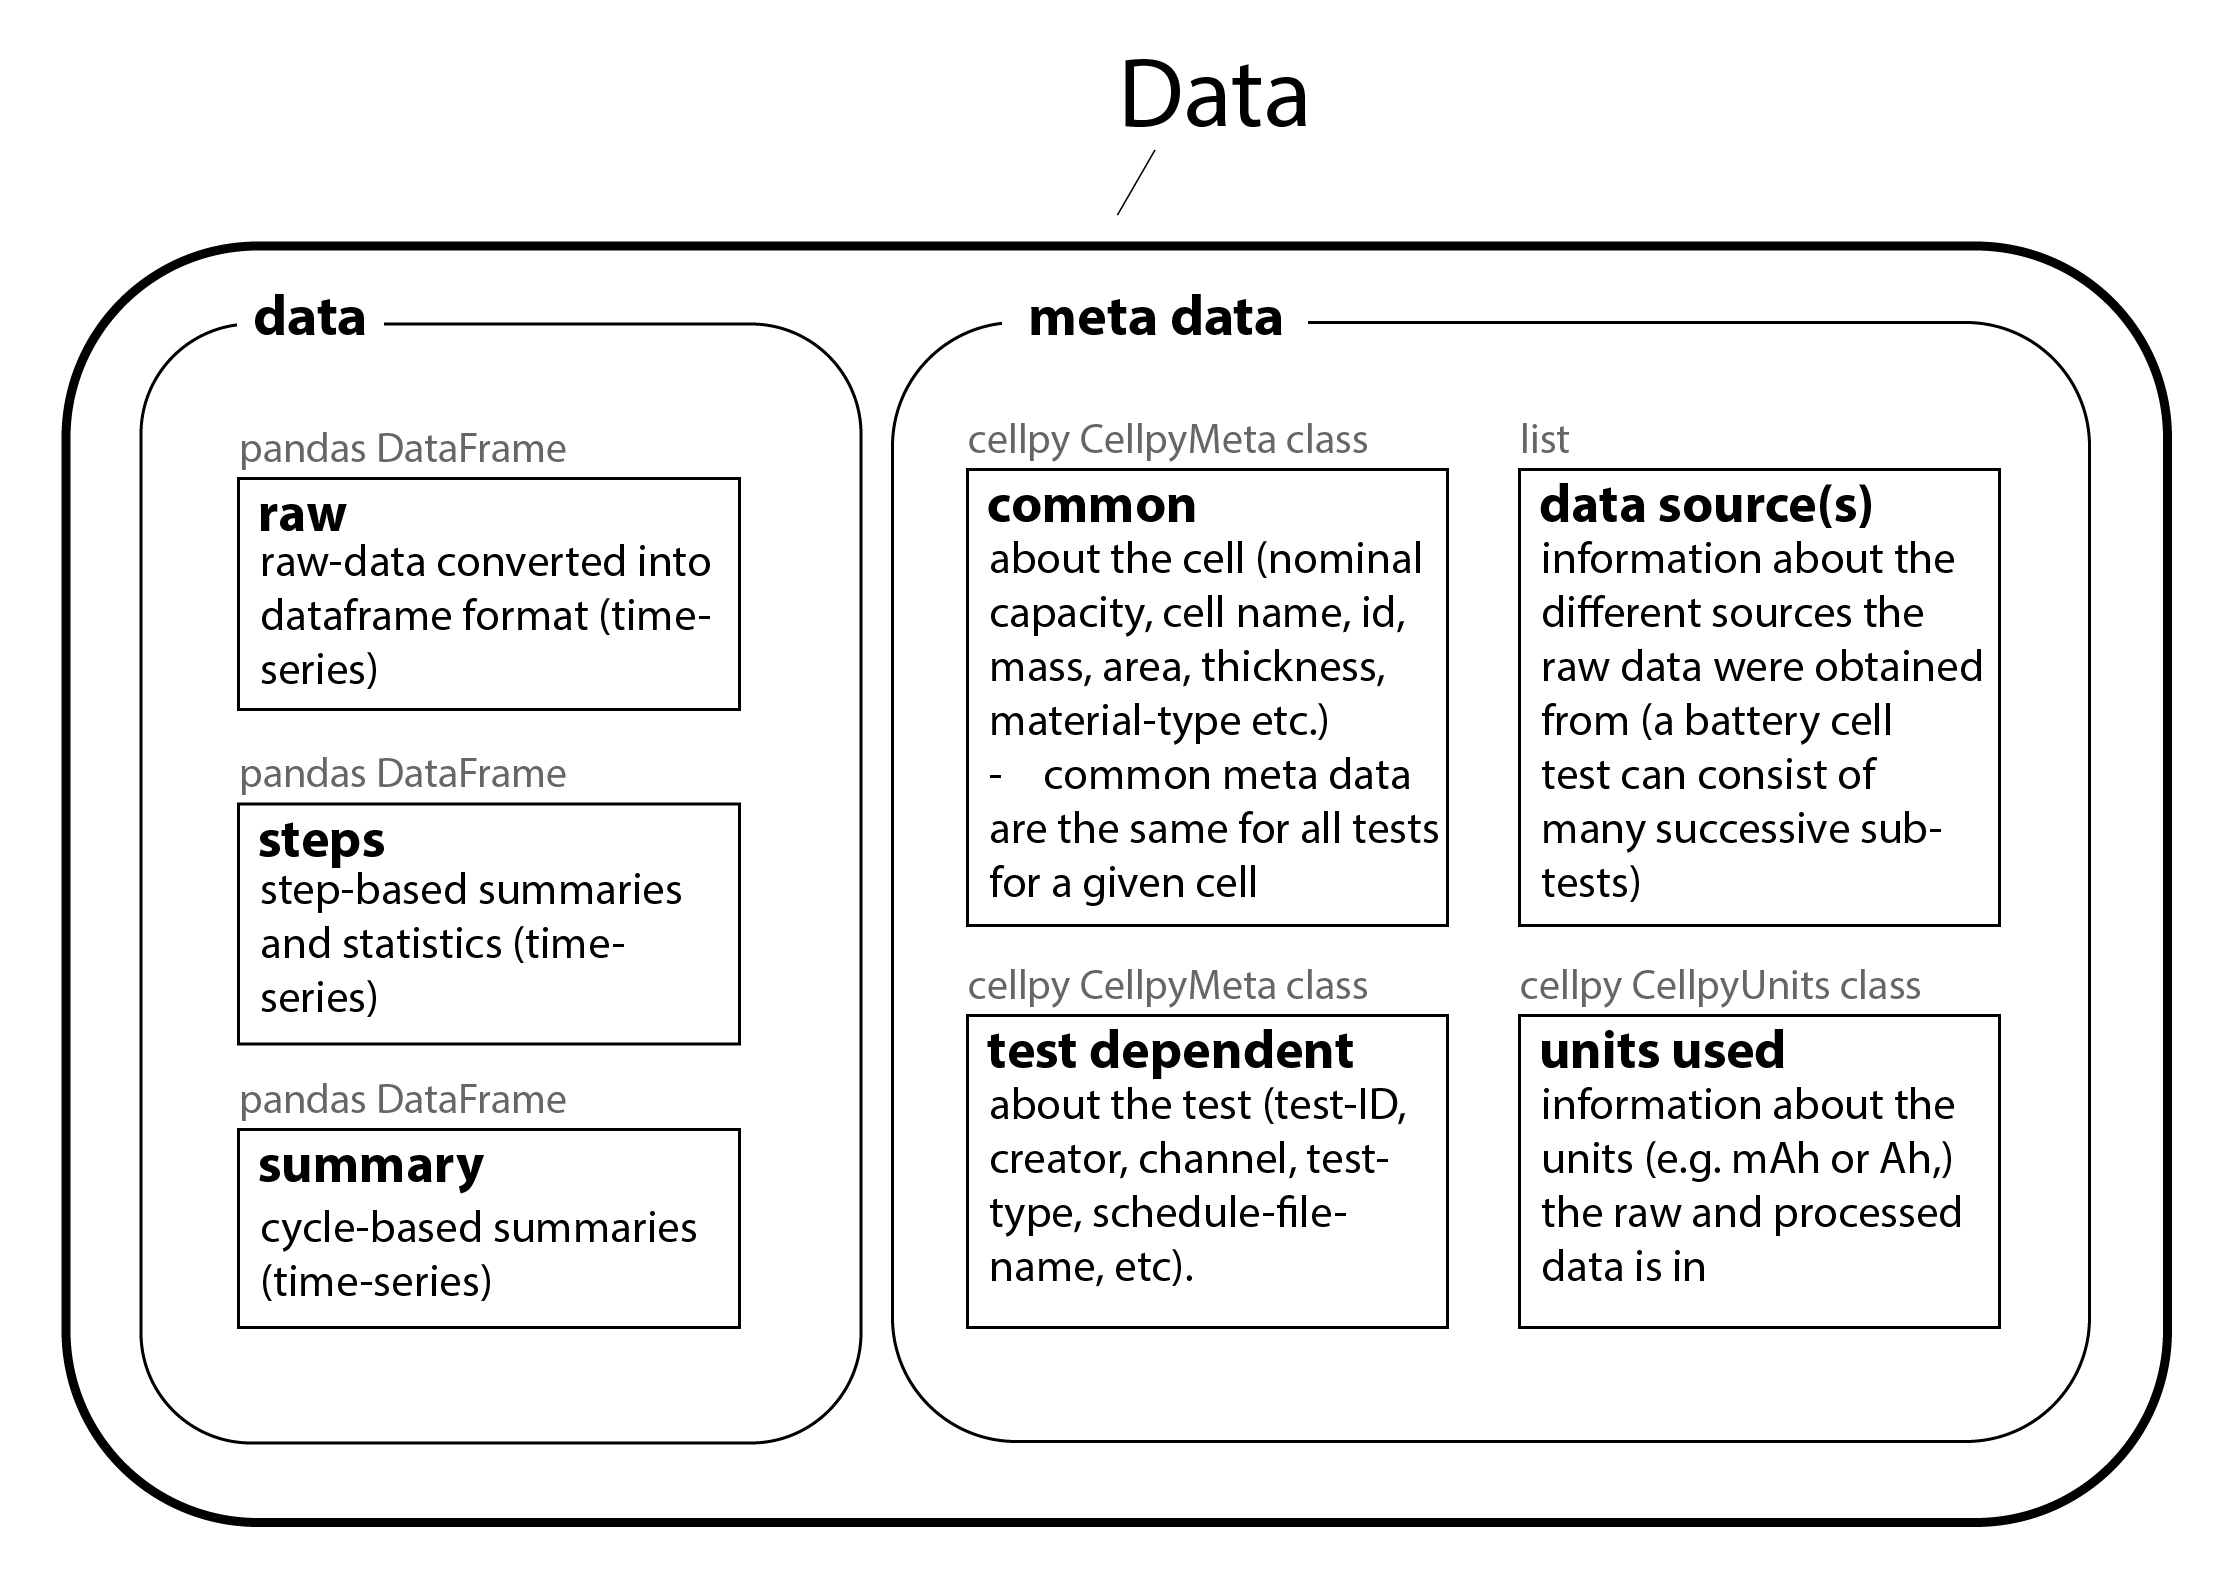 Data
data
pandas DataFrame
raw
raw-data converted into
dataframe format (time-
series)
pandas DataFrame
steps
step-based summaries
and statistics (time-
series)
pandas DataFrame
summary
cycle-based summaries
(time-series)
meta data
cellpy CellpyMeta class
common
about the cell (nominal
capacity, cell name, id,
mass, area, thickness,
material-type etc.)
- common meta data
are the same for all tests
for a given cell
list
data source(s)
information about the
different sources the
raw data were obtained
from (a battery cell
test can consist of
many successive sub-
tests)
cellpy CellpyMeta class
test dependent
about the test (test-ID,
creator, channel, test-
type, schedule-file-
name, etc).
cellpy CellpyUnits class
units used
information about the
units (e.g. mAh or Ah,)
the raw and processed
data is in